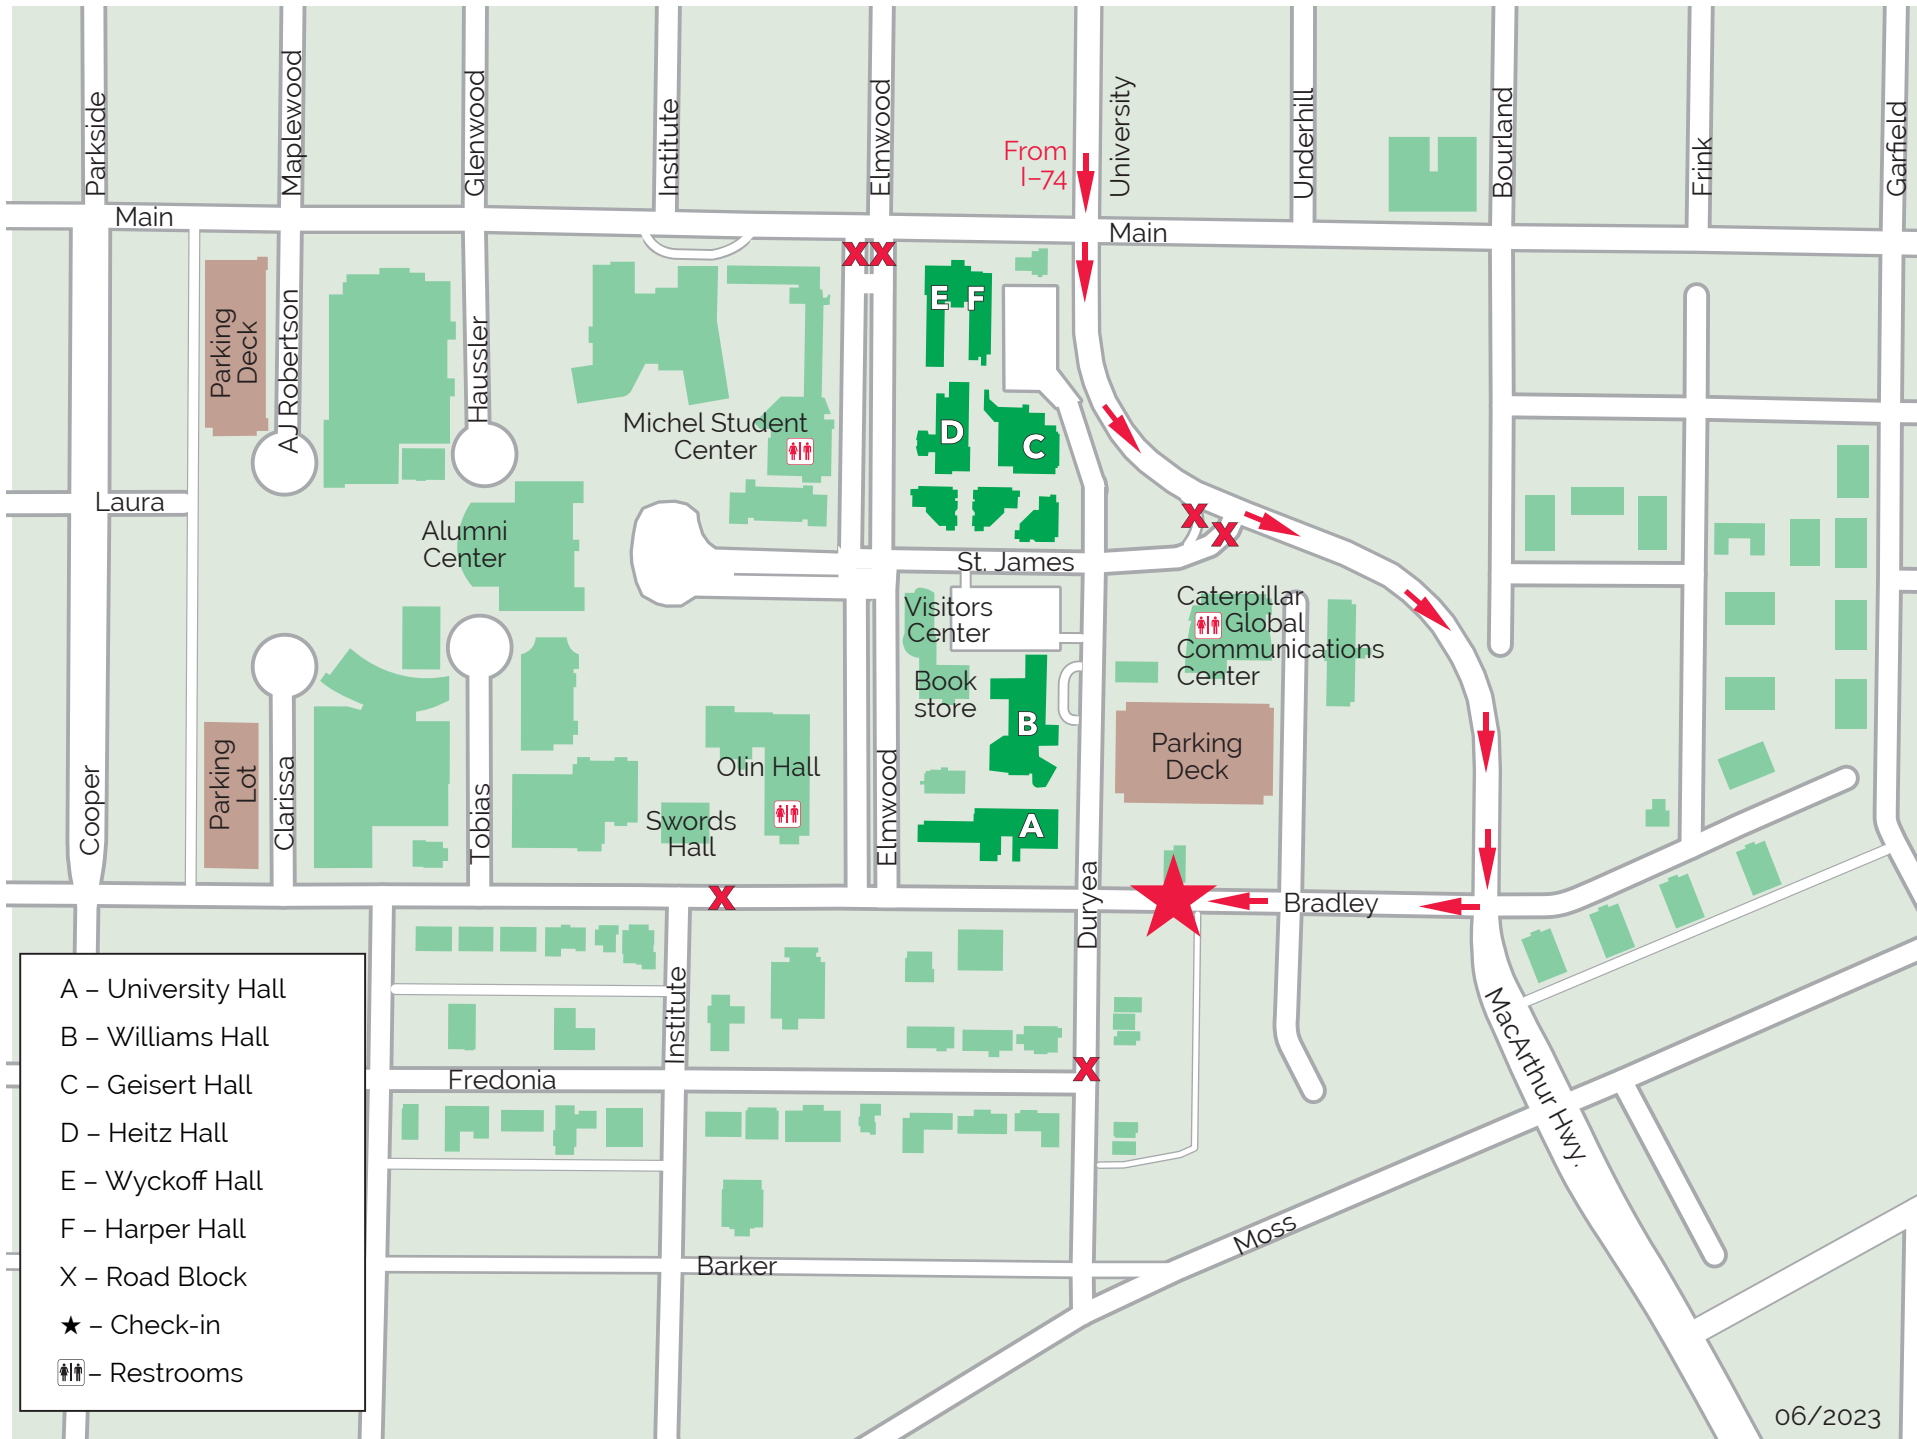 Parkside
Maplewood
Glenwood
Institute
Elmwood
University
Underhill
Bourland
Frink
Garfield
From
I-74
Main
Main
X
X
Parking
Deck
AJ Robertson
Haussler
E
F
Michel Student
Center
D
C
Laura
Alumni
Center
X
X
St. James
Visitors
Center
Caterpillar
Global
Communications
Center
Book
store
B
Parking
Deck
Parking
Lot
Cooper
Clarissa
Tobias
Olin Hall
Swords
Hall
Elmwood
A
X
Duryea
Bradley
Institute
MacArthur Hwy.
X
Fredonia
Moss
Barker
A – University Hall
B – Williams Hall
C – Geisert Hall
D – Heitz Hall
E – Wyckoff Hall
F – Harper Hall
X – Road Block
★ – Check-in
– Restrooms
06/2023